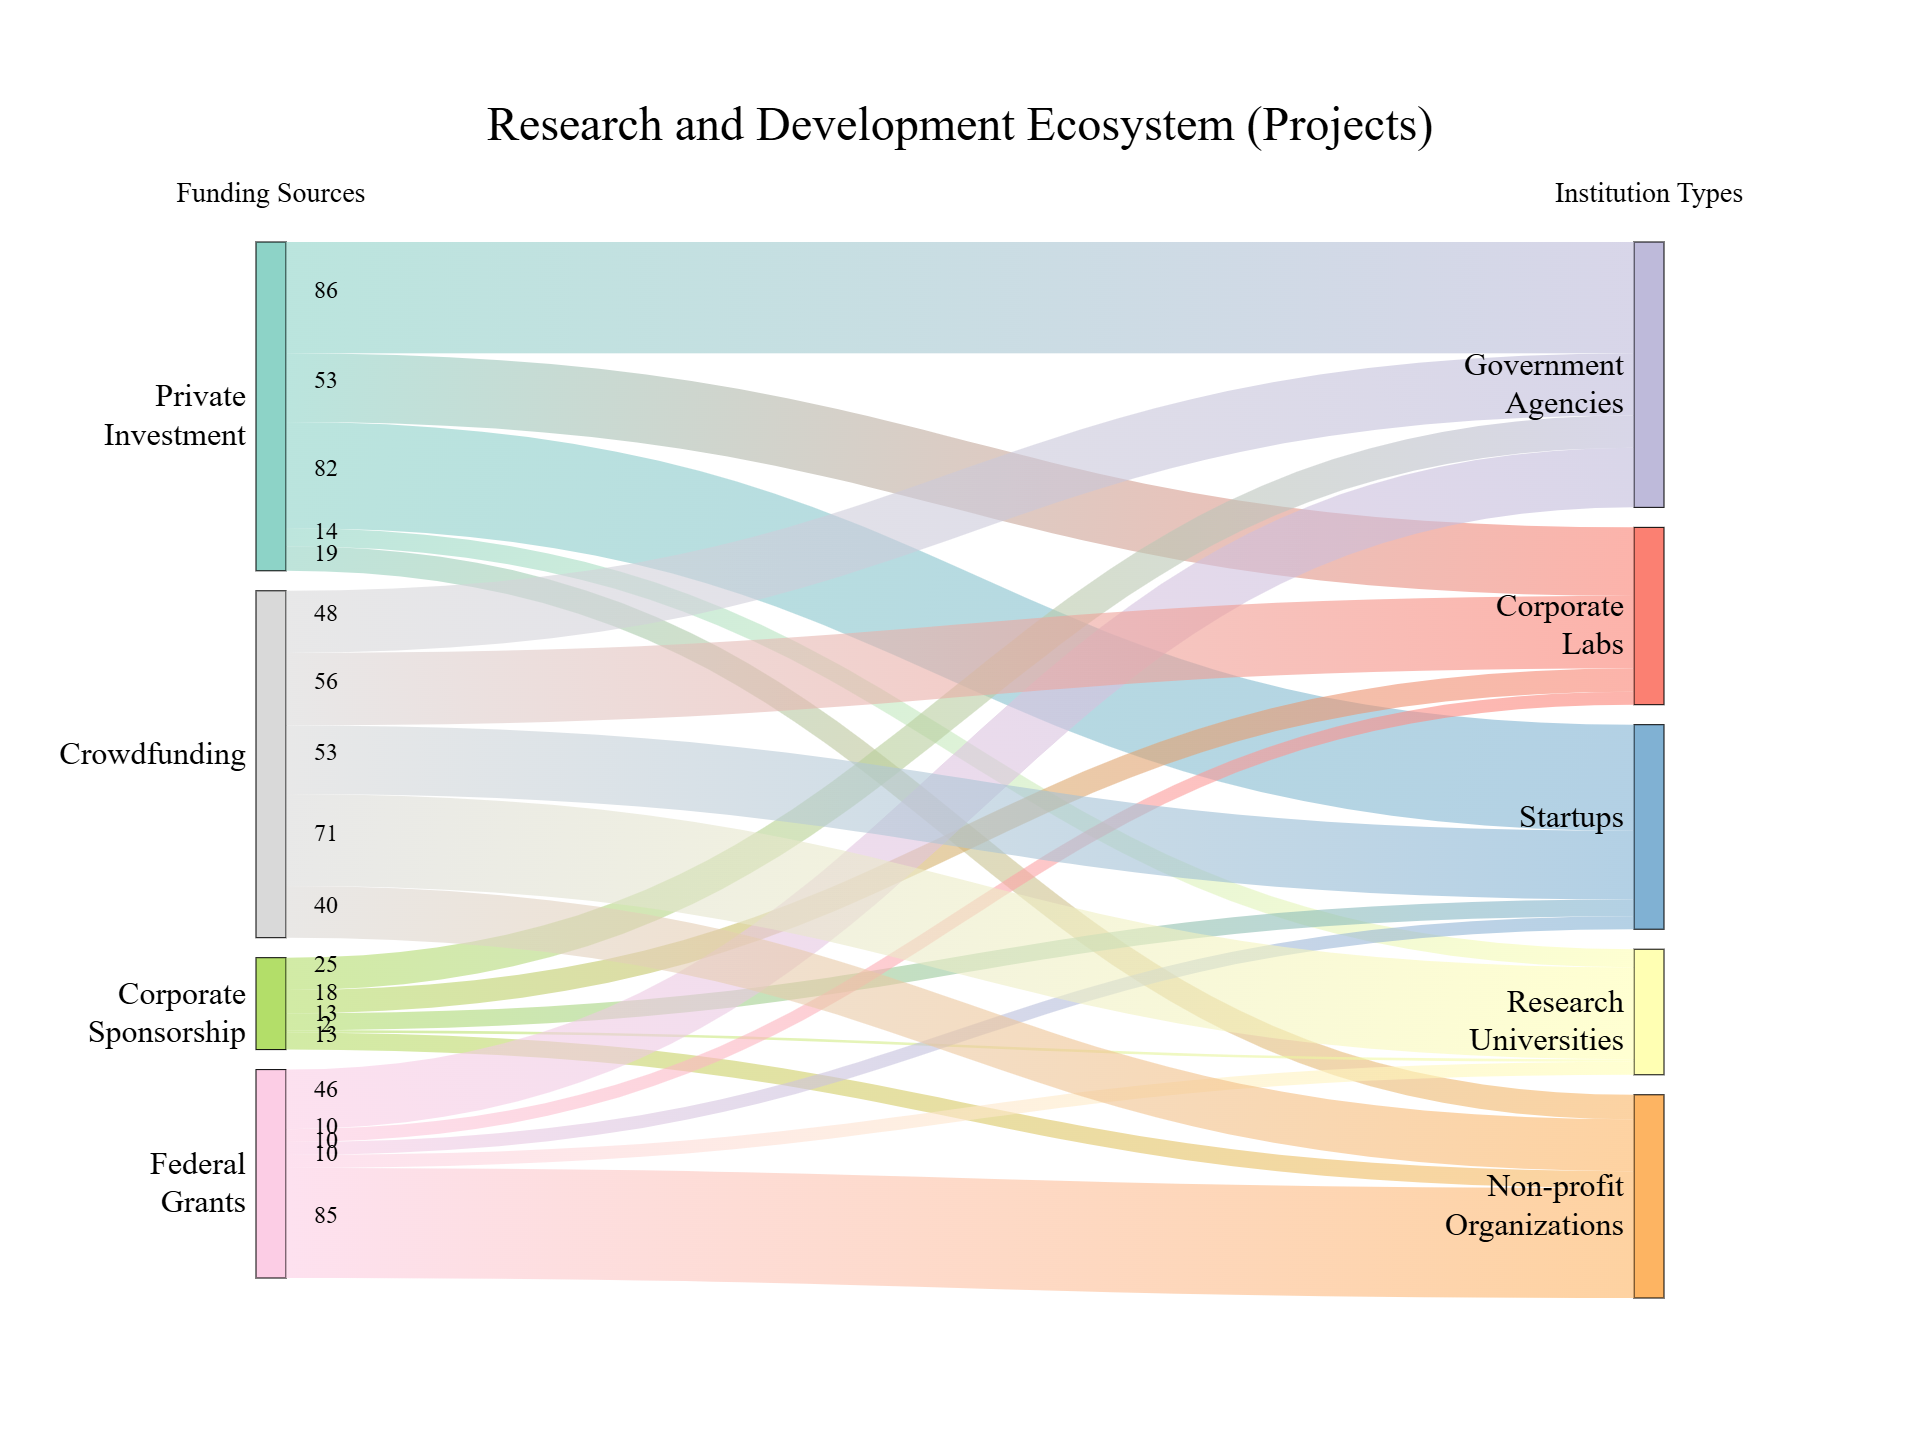 Research and Development Ecosystem (Projects)
Funding Sources
Institution Types
Private
Investment
86
53
82
14
19
Crowdfunding
48
56
53
71
40
Corporate
Sponsorship
25
18
13
2
13
Federal
Grants
46
10
10
10
85
Government
Agencies
Corporate
Labs
Startups
Research
Universities
Non-profit
Organizations